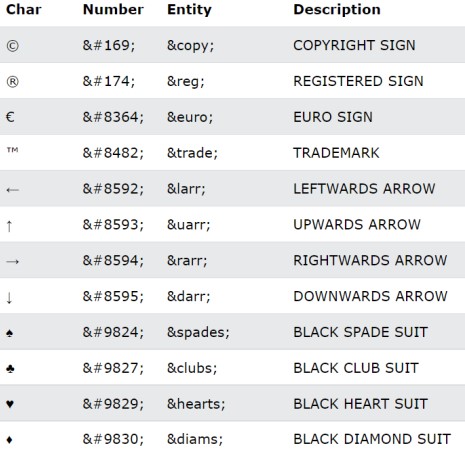 Char Number Entity Description
© &#169; &copy; COPYRIGHT SIGN
® &#174; &reg; REGISTERED SIGN
€ &#8364; &euro; EURO SIGN
™ &#8482; &trade; TRADEMARK
← &#8592; &larr; LEFTWARDS ARROW
↑ &#8593; &uarr; UPWARDS ARROW
→ &#8594; &rarr; RIGHTWARDS ARROW
↓ &#8595; &darr; DOWNWARDS ARROW
♠ &#9824; &spades; BLACK SPADE SUIT
♣ &#9827; &clubs; BLACK CLUB SUIT
♥ &#9829; &hearts; BLACK HEART SUIT
♦ &#9830; &diams; BLACK DIAMOND SUIT